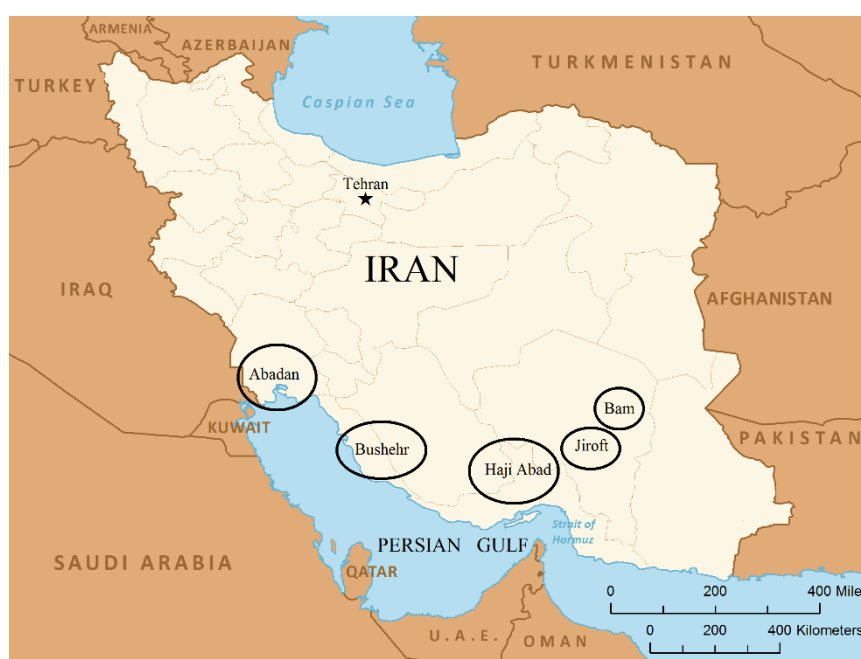 ARMENIA
AZERBAIJAN
TURKEY
TURKMENISTAN
Caspian Sea
Tehran
IRAN
IRAQ
AFGHANISTAN
Abadan
KUWAIT
Bushehr
Haji Abad
Jiroft
Bam
PAKISTAN
Strait of
Hormuz
PERSIAN GULF
SAUDI ARABIA
QATAR
U.A.E.
OMAN
0 200 400 Mile
0 200 400 Kilometers